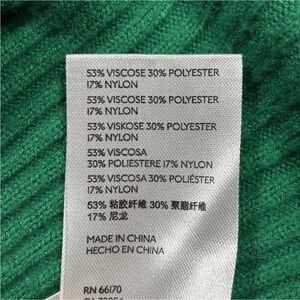 53% VISCOSE 30% POLYESTER
17% NYLON
53% VISCOSE 30% POLYESTER
17% NYLON
53% VISKOSE 30% POLYESTER
17% NYLON
53% VISCOSA
30% POLIESTERE 17% NYLON
53% VISCOSA 30% POLIÉSTER
17% NYLON
53% 粘胶纤维 30% 聚酯纤维
17% 尼龙
MADE IN CHINA
HECHO EN CHINA
RN 66170